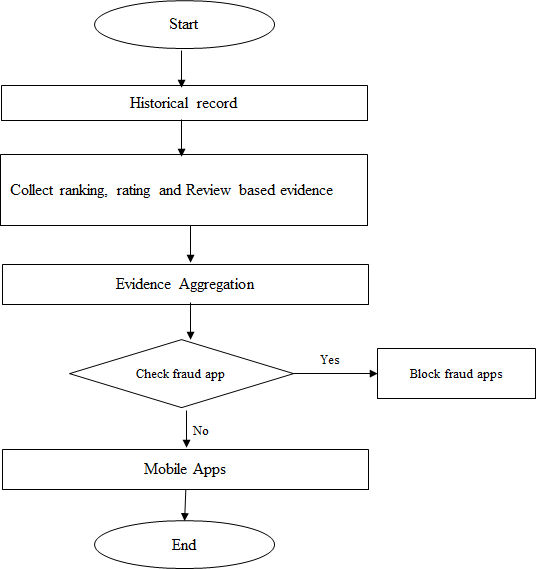 Start
Historical record
Collect ranking, rating and Review based evidence
Evidence Aggregation
Check fraud app
Yes
Block fraud apps
No
Mobile Apps
End